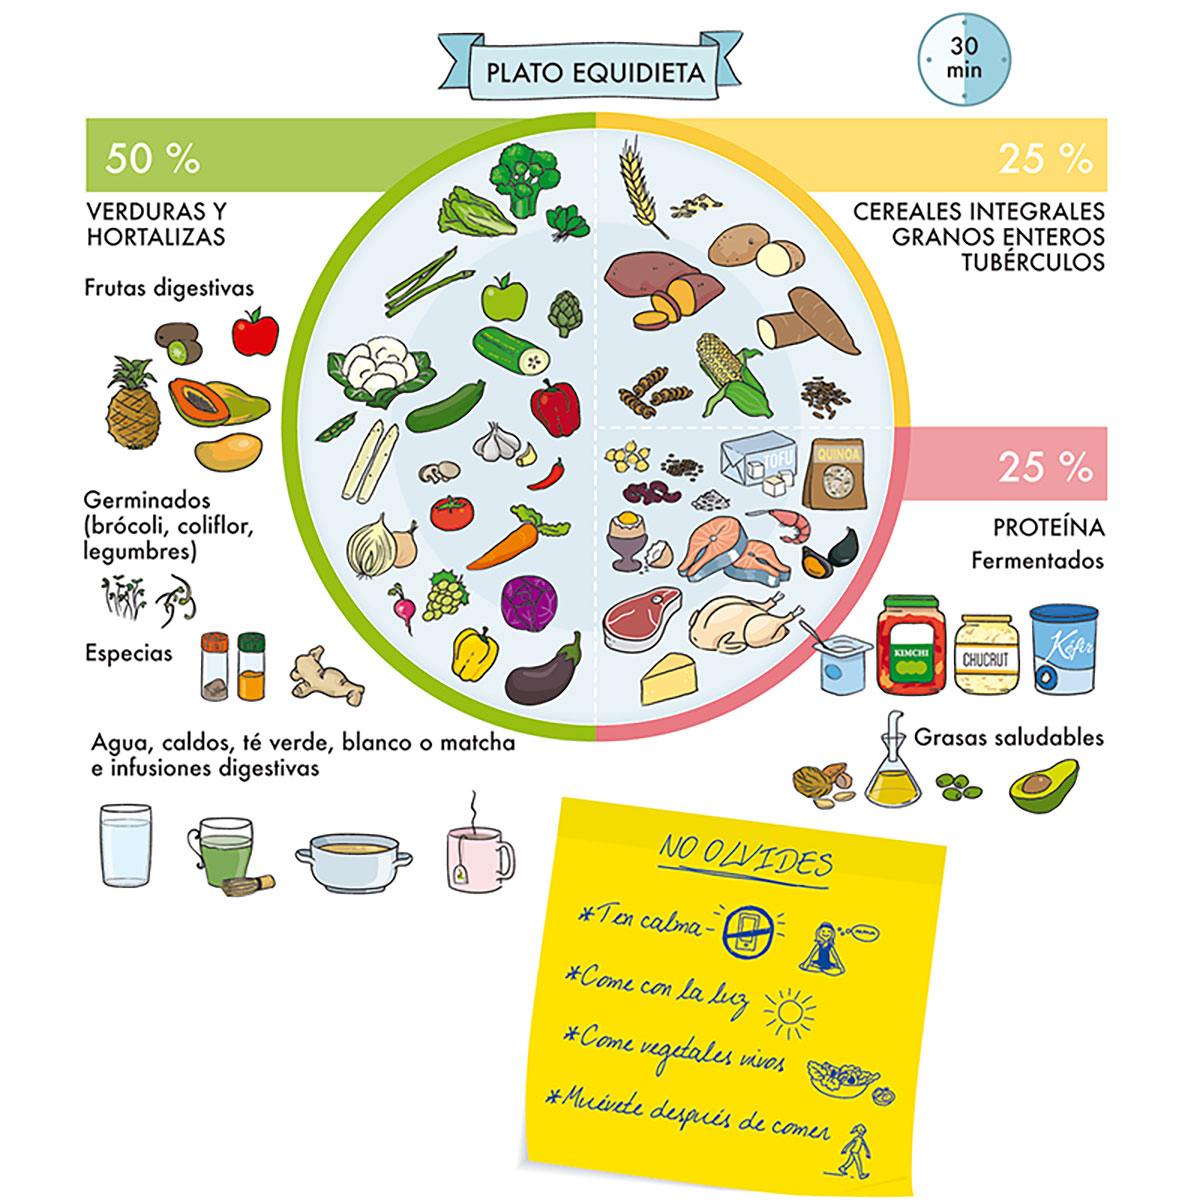 PLATO EQUIDIETA
30
min
50 %
VERDURAS Y
HORTALIZAS
Frutas digestivas
Germinados
(brócoli, coliflor,
legumbres)
Especias
Agua, caldos, té verde, blanco o matcha
e infusiones digestivas
25 %
CEREALES INTEGRALES
GRANOS ENTEROS
TUBÉRCULOS
25 %
PROTEÍNA
Fermentados
TOFU
QUINOA
KIMCHI
CHUCRUT
Kéfir
Grasas saludables
NO OLVIDES
*Ten calma-
*Come con la luz
*Come vegetales vivos
*Muévete después de comer